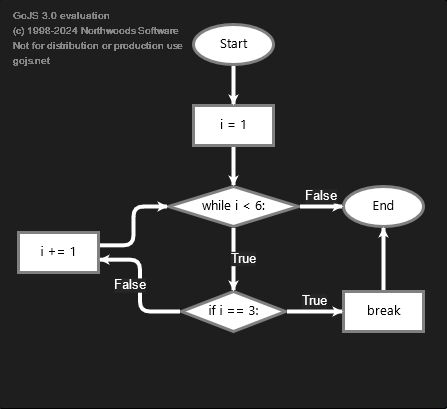 GoJS 3.0 evaluation
(c) 1998-2024 Northwoods Software
Not for distribution or production use
gojs.net
Start
i = 1
while i < 6:
False
End
True
i += 1
False
if i == 3:
True
break